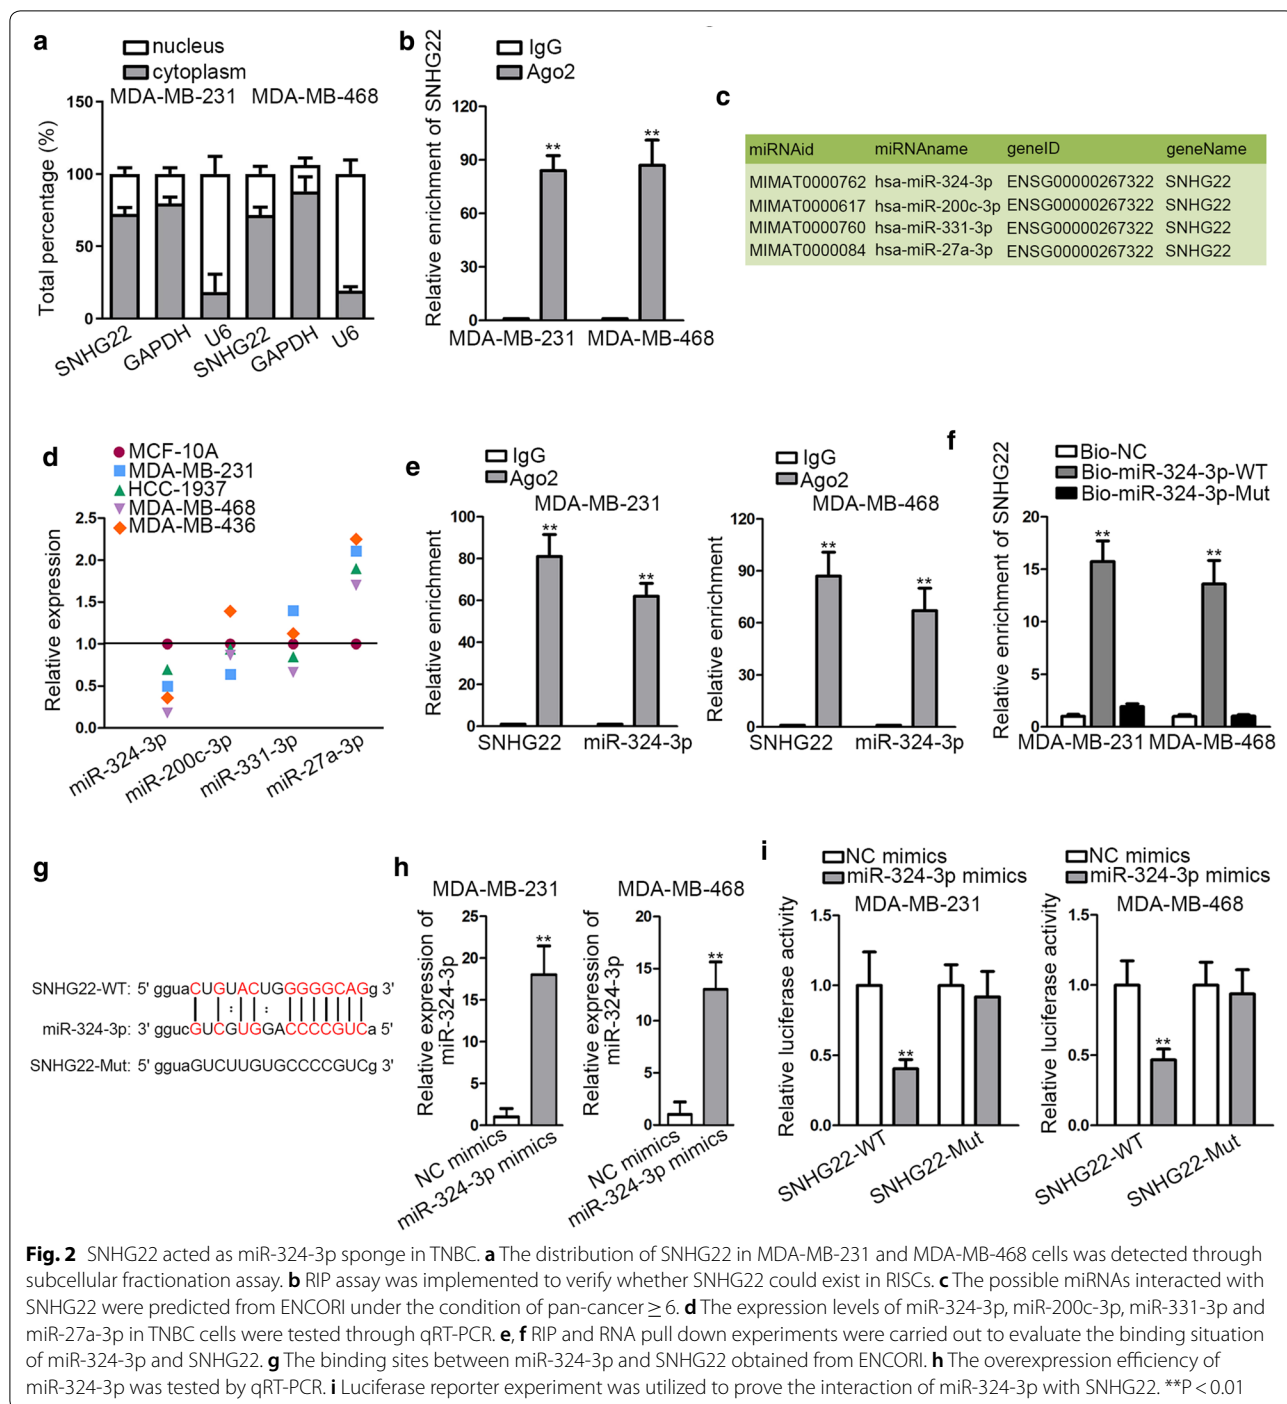 a
nucleus
cytoplasm
MDA-MB-231 MDA-MB-468
Total percentage (%)
150
100
50
0
SNHG22 GAPDH U6 SNHG22 GAPDH U6
b
IgG
Ago2
Relative enrichment of SNHG22
120
90
60
30
0
** **
MDA-MB-231 MDA-MB-468
c
miRNAid miRNAname geneID geneName
MIMAT0000762 hsa-miR-324-3p ENSG00000267322 SNHG22
MIMAT0000617 hsa-miR-200c-3p ENSG00000267322 SNHG22
MIMAT0000760 hsa-miR-331-3p ENSG00000267322 SNHG22
MIMAT0000084 hsa-miR-27a-3p ENSG00000267322 SNHG22
d
MCF-10A
MDA-MB-231
HCC-1937
MDA-MB-468
MDA-MB-436
Relative expression
2.5
2.0
1.5
1.0
0.5
0.0
miR-324-3p miR-200c-3p miR-331-3p miR-27a-3p
e
IgG
Ago2
MDA-MB-231
Relative enrichment
100
80
60
40
20
0
** **
SNHG22 miR-324-3p
IgG
Ago2
MDA-MB-468
Relative enrichment
120
90
60
30
0
** **
SNHG22 miR-324-3p
f
Bio-NC
Bio-miR-324-3p-WT
Bio-miR-324-3p-Mut
Relative enrichment of SNHG22
20
15
10
5
0
** **
MDA-MB-231 MDA-MB-468
g
SNHG22-WT: 5' gguaCUGUACUGGGGGCAGg 3'
miR-324-3p: 3' ggucGUCGUGGACCCCGUCa 5'
SNHG22-Mut: 5' gguaGUCUUGUGCCCCGUCg 3'
h
MDA-MB-231
Relative expression of
miR-324-3p
25
20
15
10
5
0
**
NC mimics
miR-324-3p mimics
MDA-MB-468
Relative expression of
miR-324-3p
20
15
10
5
0
**
NC mimics
miR-324-3p mimics
i
NC mimics
miR-324-3p mimics
MDA-MB-231
Relative luciferase activity
1.5
1.0
0.5
0.0
**
SNHG22-WT SNHG22-Mut
NC mimics
miR-324-3p mimics
MDA-MB-468
Relative luciferase activity
1.5
1.0
0.5
0.0
**
SNHG22-WT SNHG22-Mut
Fig. 2 SNHG22 acted as miR-324-3p sponge in TNBC. a The distribution of SNHG22 in MDA-MB-231 and MDA-MB-468 cells was detected through
subcellular fractionation assay. b RIP assay was implemented to verify whether SNHG22 could exist in RISCs. c The possible miRNAs interacted with
SNHG22 were predicted from ENCORI under the condition of pan-cancer ≥ 6. d The expression levels of miR-324-3p, miR-200c-3p, miR-331-3p and
miR-27a-3p in TNBC cells were tested through qRT-PCR. e, f RIP and RNA pull down experiments were carried out to evaluate the binding situation
of miR-324-3p and SNHG22. g The binding sites between miR-324-3p and SNHG22 obtained from ENCORI. h The overexpression efficiency of
miR-324-3p was tested by qRT-PCR. i Luciferase reporter experiment was utilized to prove the interaction of miR-324-3p with SNHG22. **P < 0.01